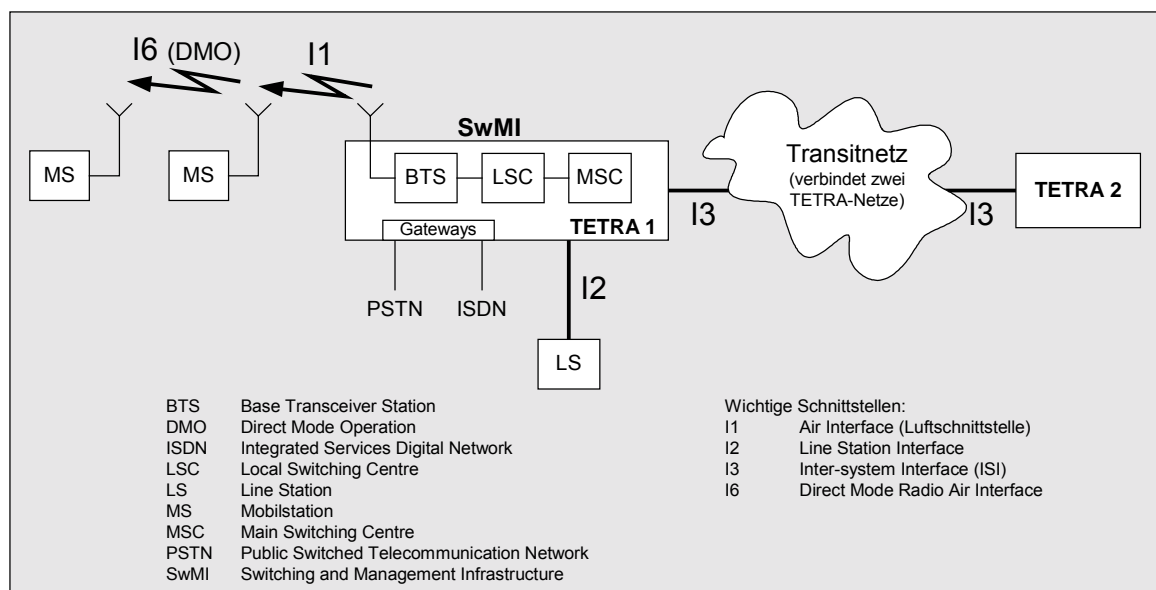 I6 (DMO)
I1
SwMI
MS
MS
BTS
LSC
MSC
Gateways
TETRA 1
PSTN
ISDN
I2
LS
I3
Transitnetz
(verbindet zwei
TETRA-Netze)
I3
TETRA 2
BTS Base Transceiver Station
DMO Direct Mode Operation
ISDN Integrated Services Digital Network
LSC Local Switching Centre
LS Line Station
MS Mobilstation
MSC Main Switching Centre
PSTN Public Switched Telecommunication Network
SwMI Switching and Management Infrastructure
Wichtige Schnittstellen:
I1 Air Interface (Luftschnittstelle)
I2 Line Station Interface
I3 Inter-system Interface (ISI)
I6 Direct Mode Radio Air Interface